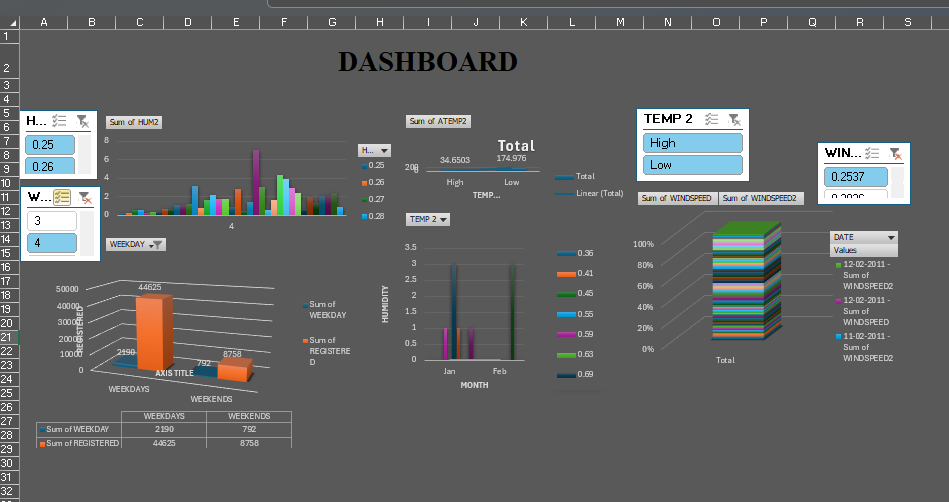 A B C D E F G H I J K L M N O P Q R S
1
2
3
4
5
6
7
8
9
10
11
12
13
14
15
16
17
18
19
20
21
22
23
24
25
26
27
28
29
30
31
32
DASHBOARD
H...
0.25
0.26
W...
3
4
Sum of HUM2
8
6
4
2
0
4
H...
0.25
0.26
0.27
0.28
WEEKDAY
Sum of ATEMP2
Total
200
0
34.6503
174.976
High
Low
TEMP...
Total
Linear (Total)
TEMP 2
High
Low
WIN...
0.2537
Sum of WINDSPEED
Sum of WINDSPEED2
100%
80%
60%
40%
20%
0%
Total
DATE
Values
12-02-2011 -
Sum of
WINDSPEED2
12-02-2011 -
Sum of
WINDSPEED
11-02-2011 -
Sum of
WINDSPEED2
TEMP 2
HUMIDITY
3.5
3
2.5
2
1.5
1
0.5
0
Jan
Feb
MONTH
0.36
0.41
0.45
0.55
0.59
0.63
0.69
REGISTERED
50000
40000
30000
20000
10000
0
44625
2190
792
8758
AXIS TITLE
WEEKDAYS
WEEKENDS
Sum of
WEEKDAY
Sum of
REGISTERE
D
WEEKDAYS WEEKENDS
Sum of WEEKDAY 2190 792
Sum of REGISTERED 44625 8758